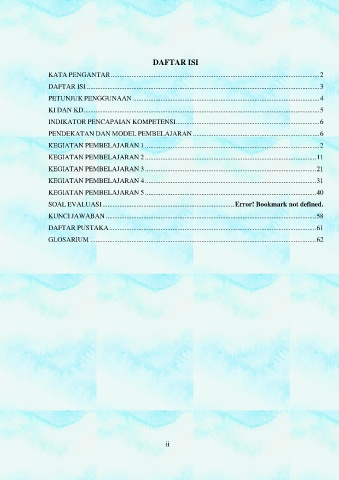 DAFTAR ISI
KATA PENGANTAR ........ 2
DAFTAR ISI ........ 3
PETUNJUK PENGGUNAAN ........ 4
KI DAN KD ........ 5
INDIKATOR PENCAPAIAN KOMPETENSI ........ 6
PENDEKATAN DAN MODEL PEMBELAJARAN ........ 6
KEGIATAN PEMBELAJARAN 1 ........ 2
KEGIATAN PEMBELAJARAN 2 ........ 11
KEGIATAN PEMBELAJARAN 3 ........ 21
KEGIATAN PEMBELAJARAN 4 ........ 31
KEGIATAN PEMBELAJARAN 5 ........ 40
SOAL EVALUASI ........ Error! Bookmark not defined.
KUNCI JAWABAN ........ 58
DAFTAR PUSTAKA ........ 61
GLOSARIUM ........ 62
ii